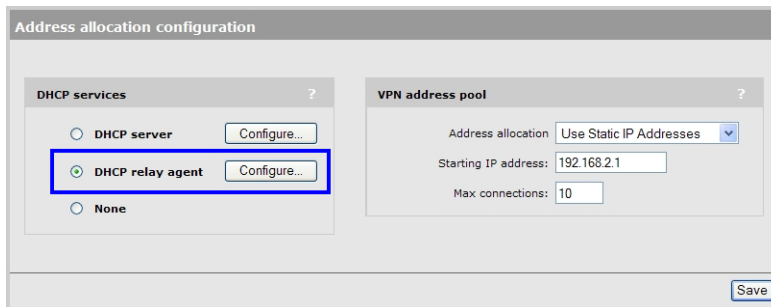 Address allocation configuration
DHCP services ?
DHCP server Configure...
DHCP relay agent Configure...
None
VPN address pool ?
Address allocation Use Static IP Addresses
Starting IP address: 192.168.2.1
Max connections: 10
Save